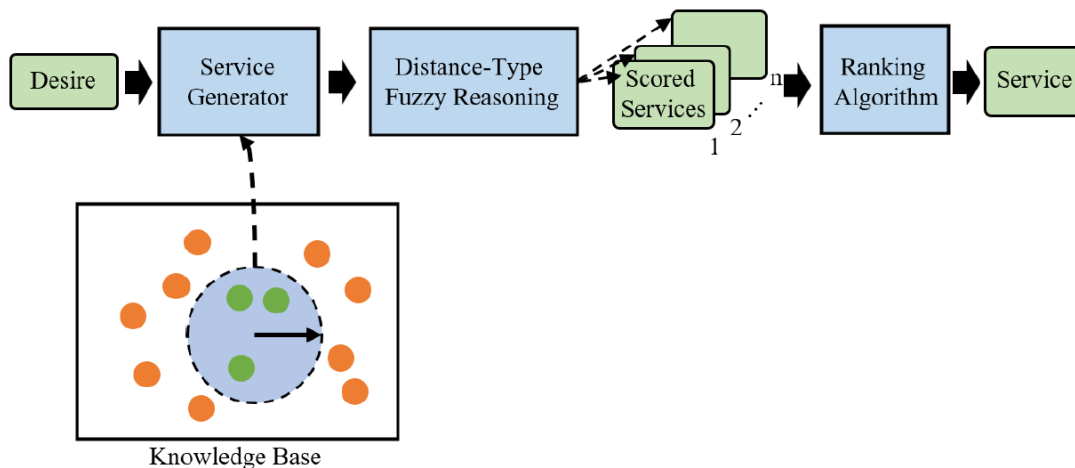 Desire
Service
Generator
Distance-Type
Fuzzy Reasoning
Scored
Services
1
2
...
n
Ranking
Algorithm
Service
Knowledge Base